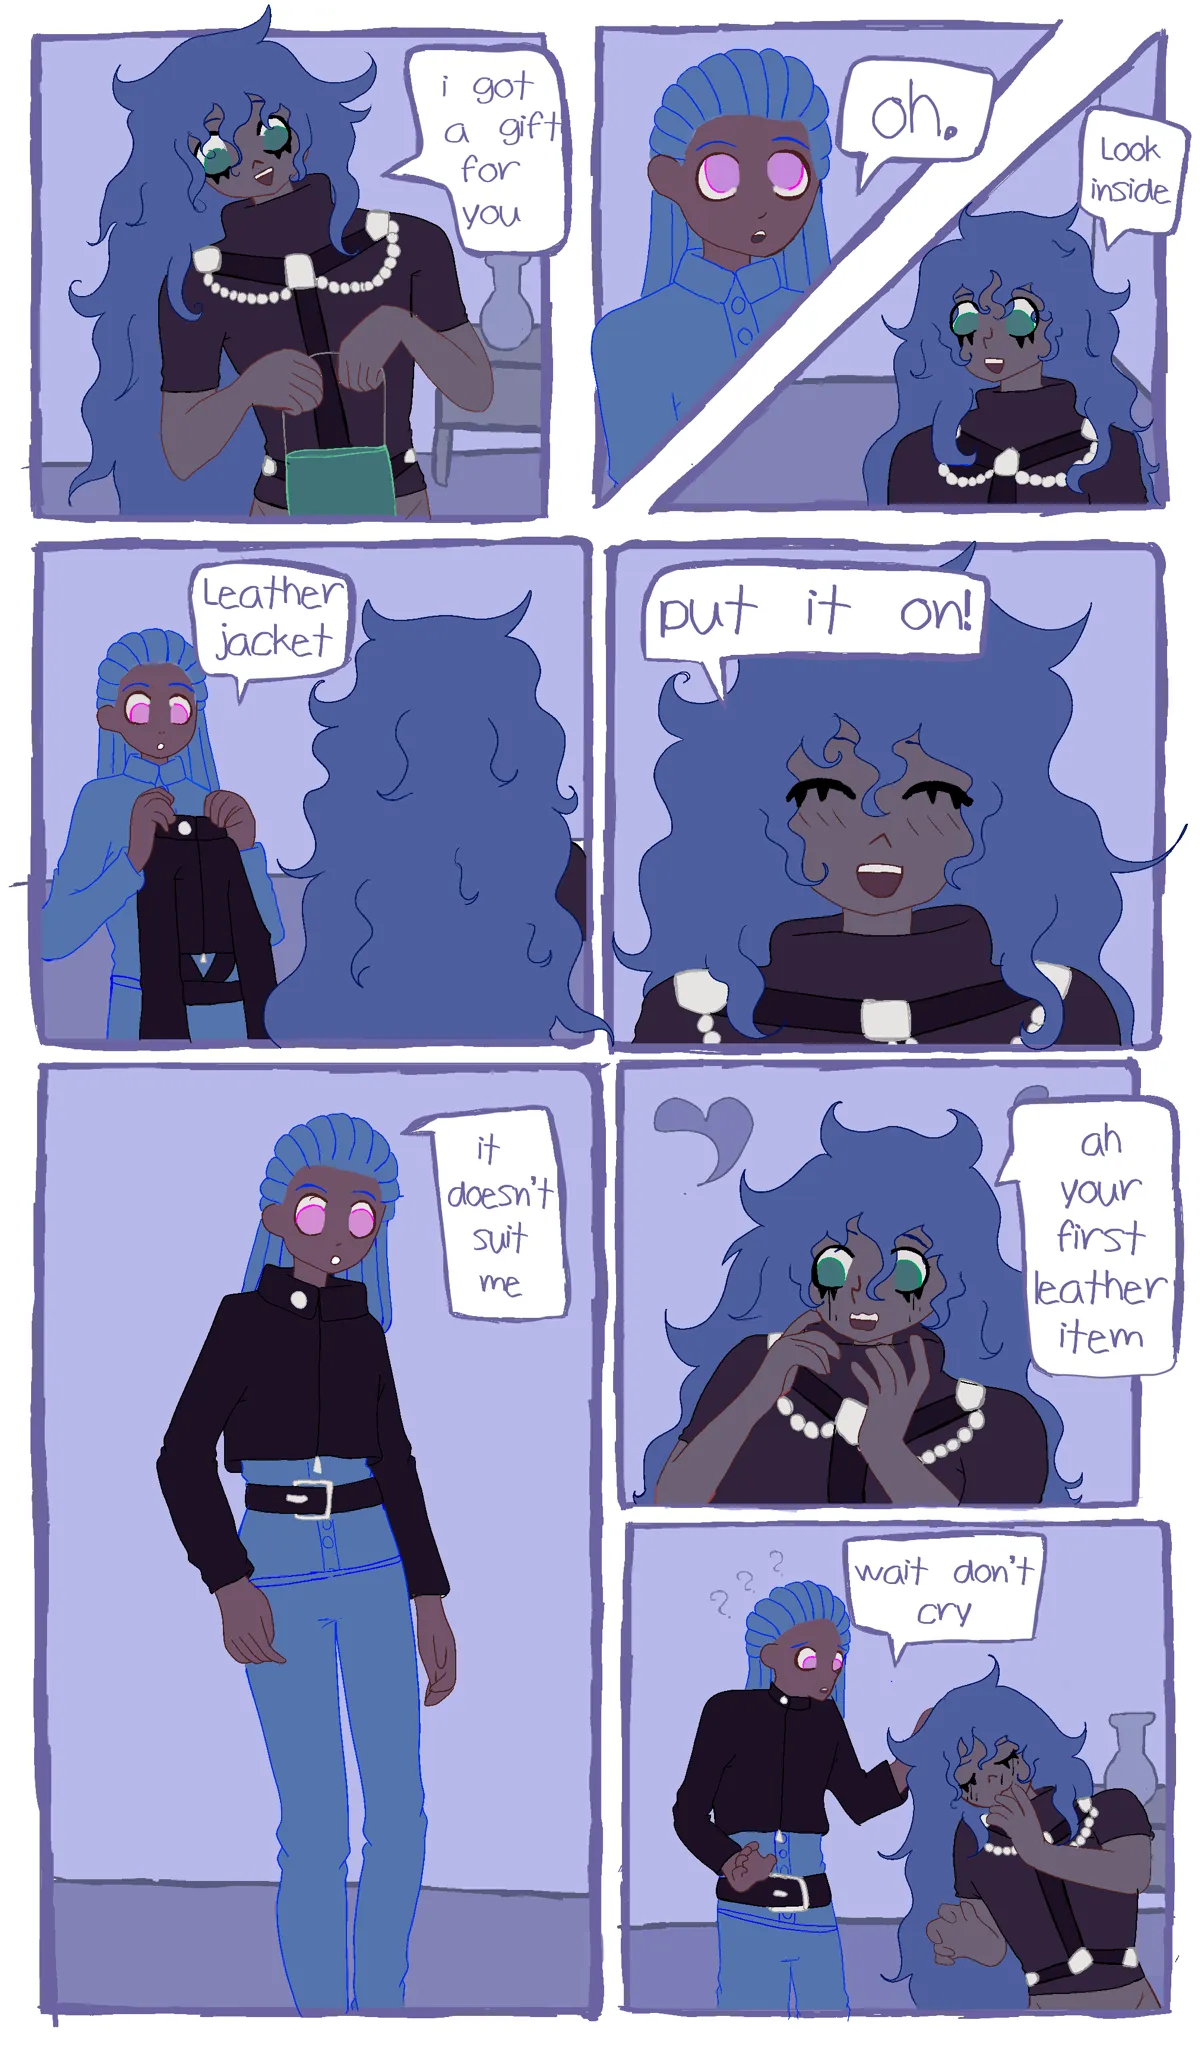 i got
a gift
for
you
oh.
Look
inside
Leather
jacket
put it on!
it
doesn't
suit
me
ah
your
first
leather
item
? ? ?
wait don't
cry